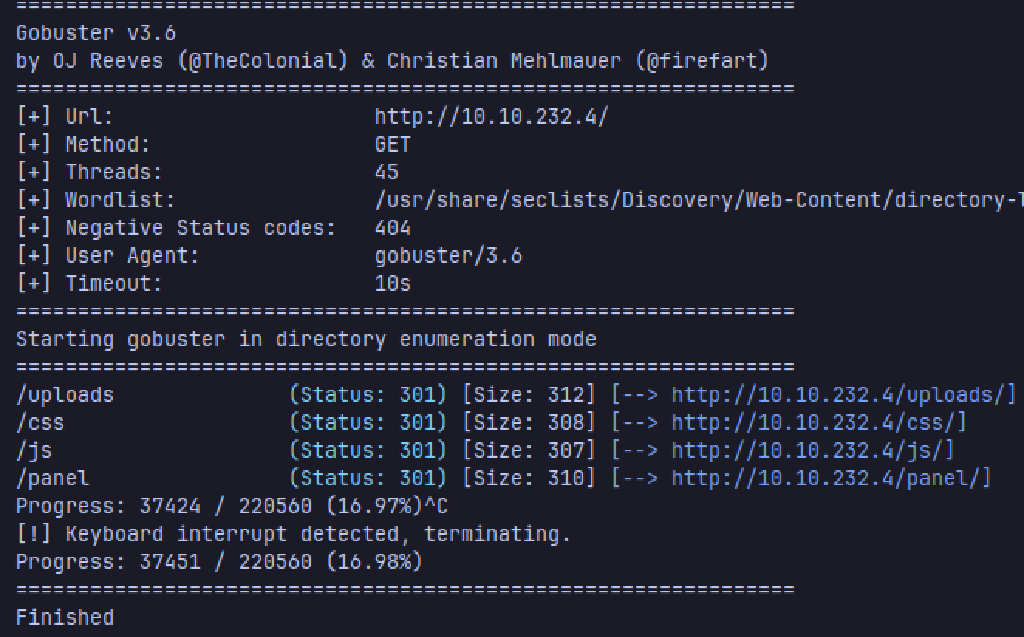 ===============================================================
Gobuster v3.6
by OJ Reeves (@TheColonial) & Christian Mehlmauer (@firefart)
===============================================================
[+] Url:                     http://10.10.232.4/
[+] Method:                  GET
[+] Threads:                 45
[+] Wordlist:                /usr/share/seclists/Discovery/Web-Content/directory-
[+] Negative Status codes:   404
[+] User Agent:              gobuster/3.6
[+] Timeout:                 10s
===============================================================
Starting gobuster in directory enumeration mode
===============================================================
/uploads              (Status: 301) [Size: 312] [--> http://10.10.232.4/uploads/]
/css                  (Status: 301) [Size: 308] [--> http://10.10.232.4/css/]
/js                   (Status: 301) [Size: 307] [--> http://10.10.232.4/js/]
/panel                (Status: 301) [Size: 310] [--> http://10.10.232.4/panel/]
Progress: 37424 / 220560 (16.97%)^C
[!] Keyboard interrupt detected, terminating.
Progress: 37451 / 220560 (16.98%)
===============================================================
Finished